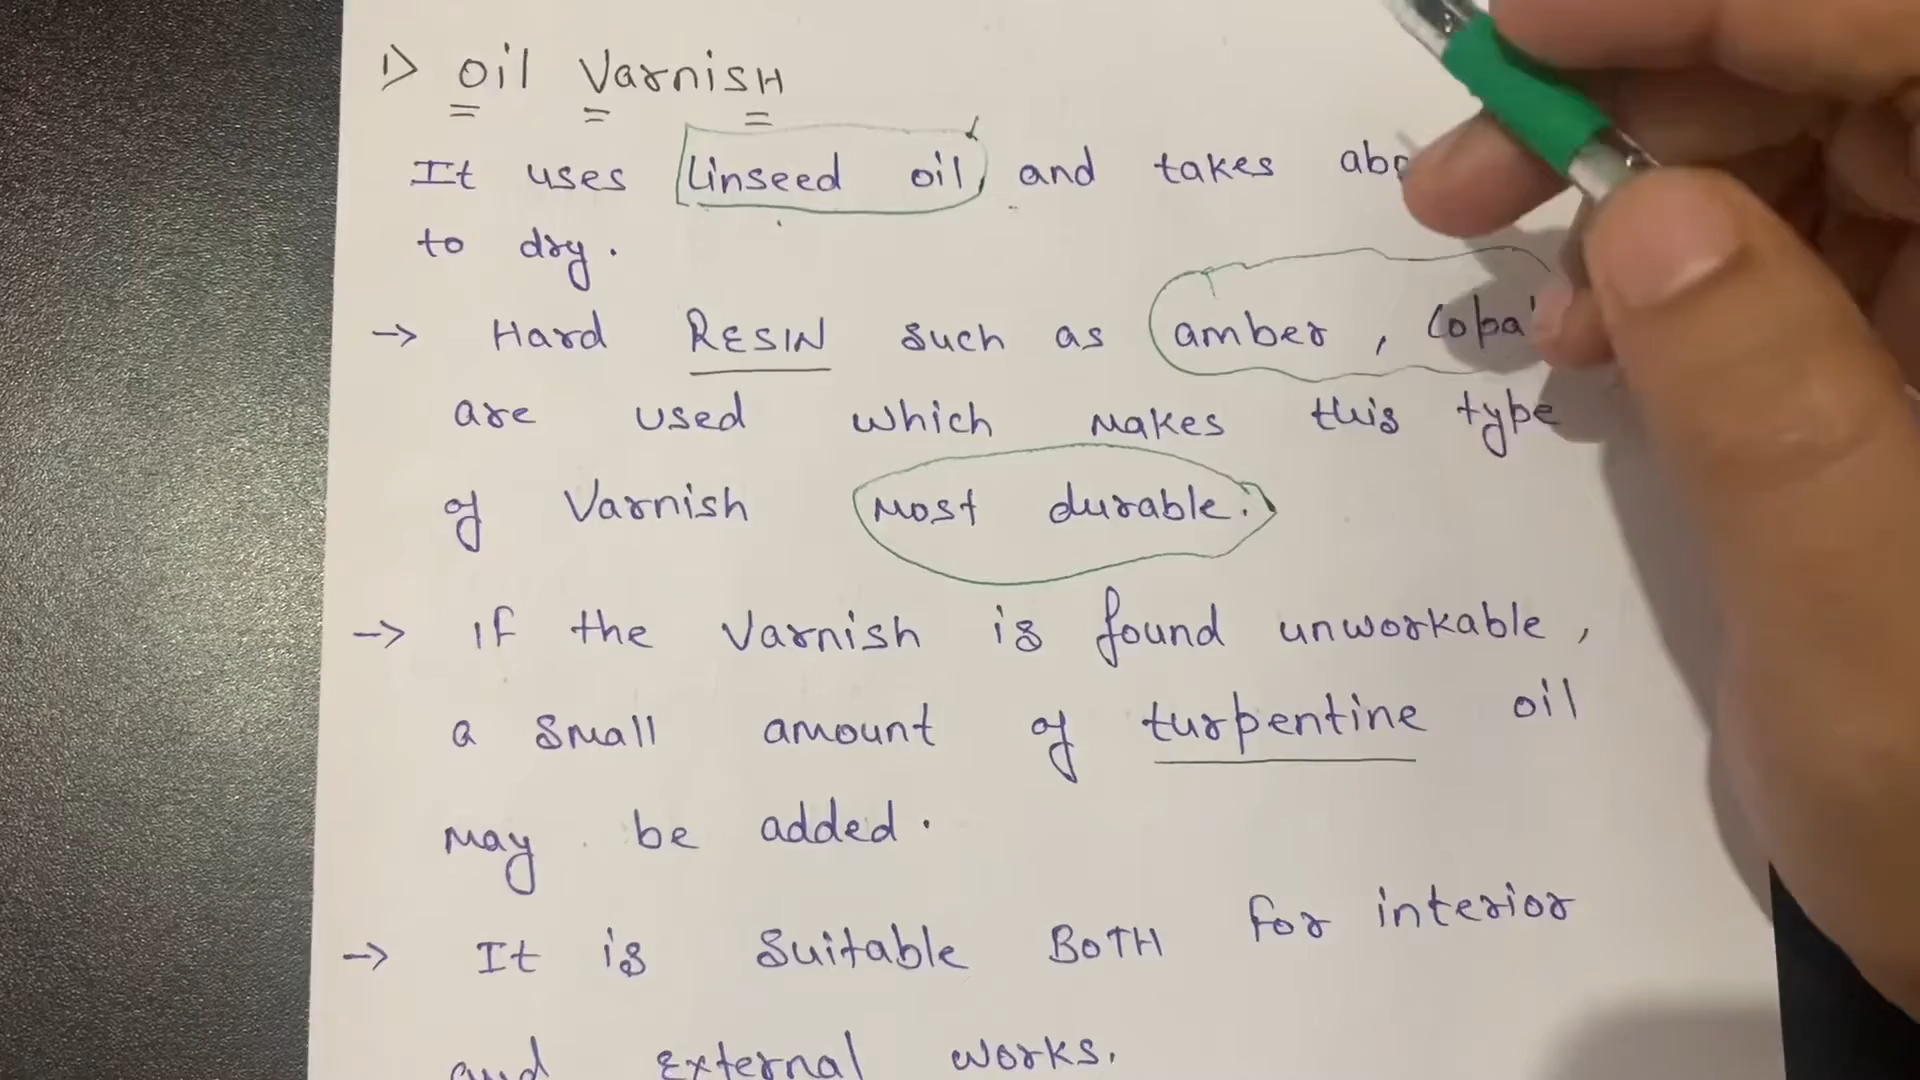 1) Oil Varnish
It uses Linseed oil and takes
to dry.
→ Hard RESIN such as amber, Copal
are used which makes this type
of Varnish most durable.
→ If the Varnish is found unworkable,
a small amount of turpentine oil
may be added.
→ It is suitable BOTH for interior
and External works.